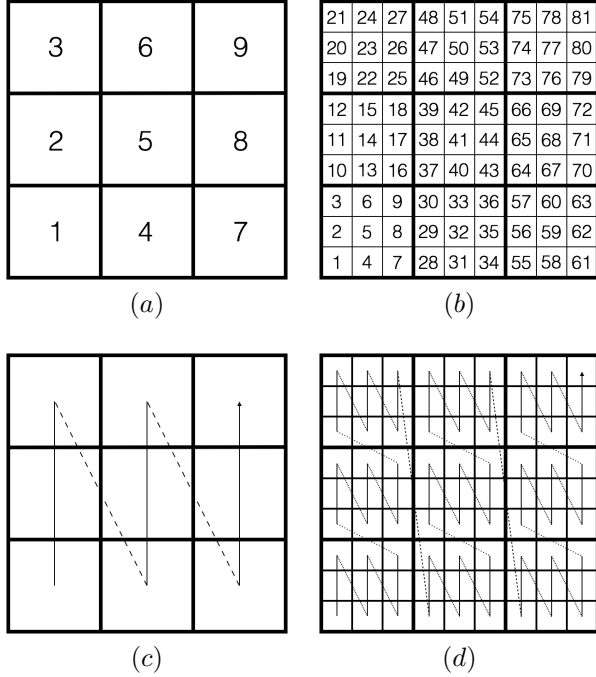 3 6 9
2 5 8
1 4 7
(a)
21 24 27 48 51 54 75 78 81
20 23 26 47 50 53 74 77 80
19 22 25 46 49 52 73 76 79
12 15 18 39 42 45 66 69 72
11 14 17 38 41 44 65 68 71
10 13 16 37 40 43 64 67 70
3 6 9 30 33 36 57 60 63
2 5 8 29 32 35 56 59 62
1 4 7 28 31 34 55 58 61
(b)
(c)
(d)